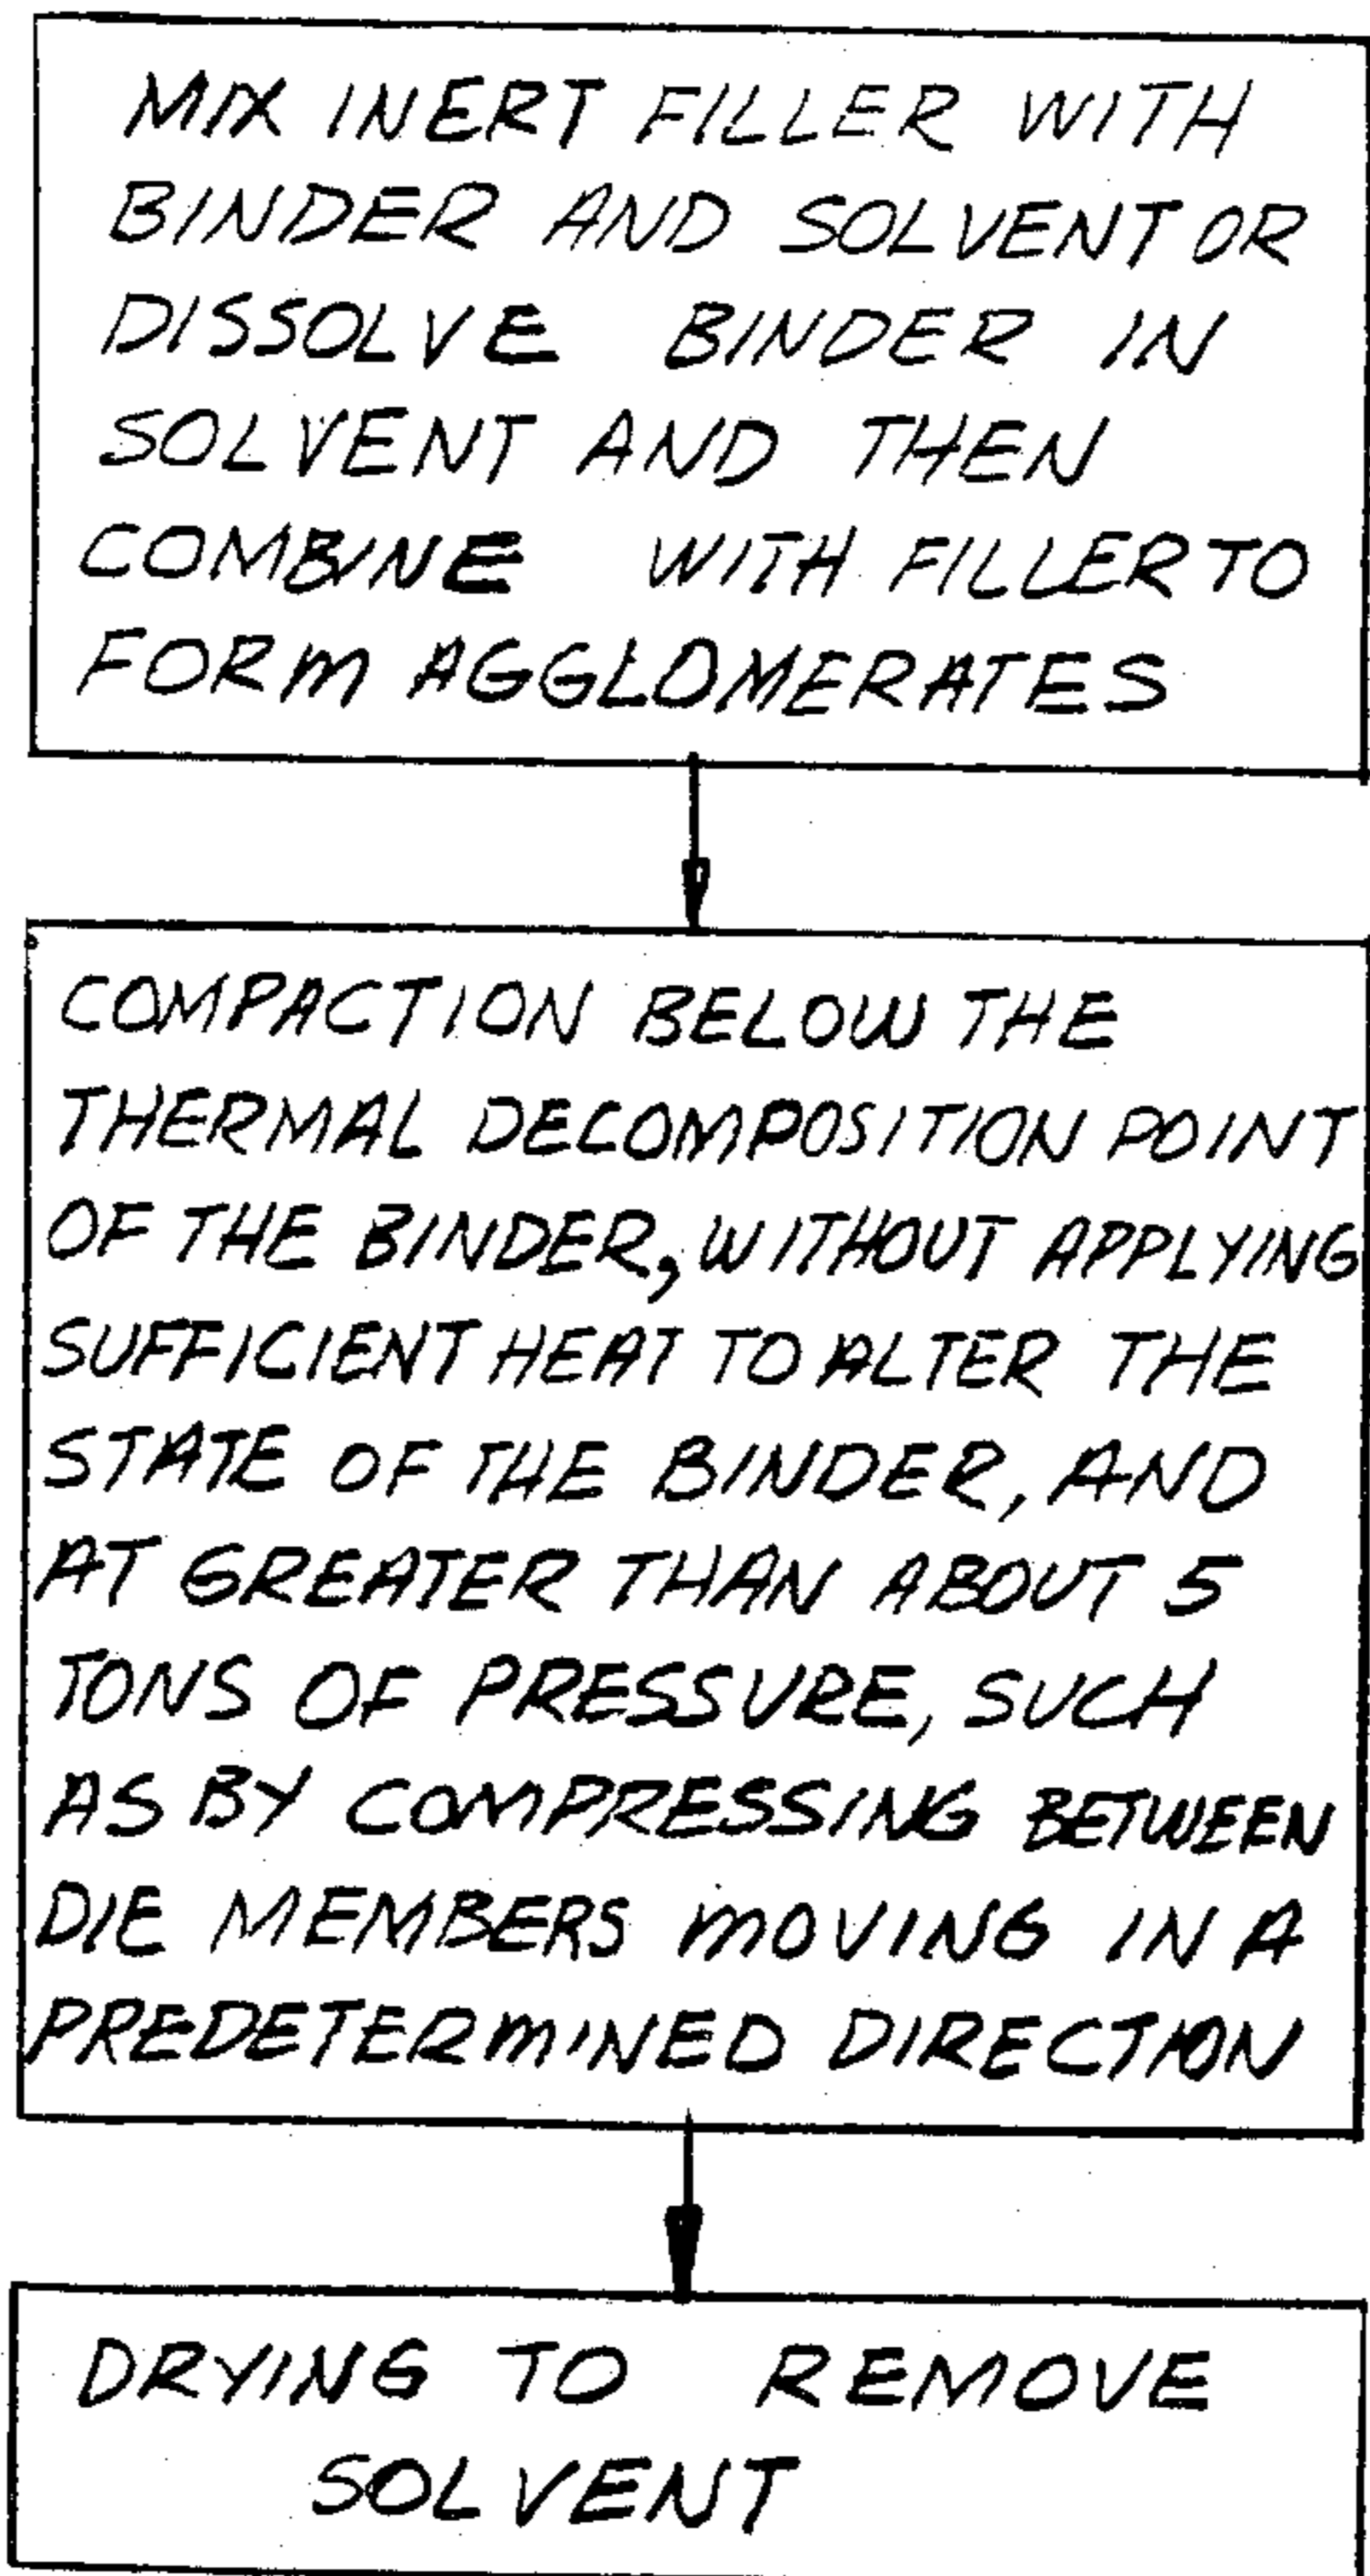 MIX INERT FILLER WITH
BINDER AND SOLVENT OR
DISSOLVE BINDER IN
SOLVENT AND THEN
COMBINE WITH FILLER TO
FORM AGGLOMERATES
COMPACTION BELOW THE
THERMAL DECOMPOSITION POINT
OF THE BINDER, WITHOUT APPLYING
SUFFICIENT HEAT TO ALTER THE
STATE OF THE BINDER, AND
AT GREATER THAN ABOUT 5
TONS OF PRESSURE, SUCH
AS BY COMPRESSING BETWEEN
DIE MEMBERS MOVING IN A
PREDETERMINED DIRECTION
DRYING TO REMOVE
SOLVENT